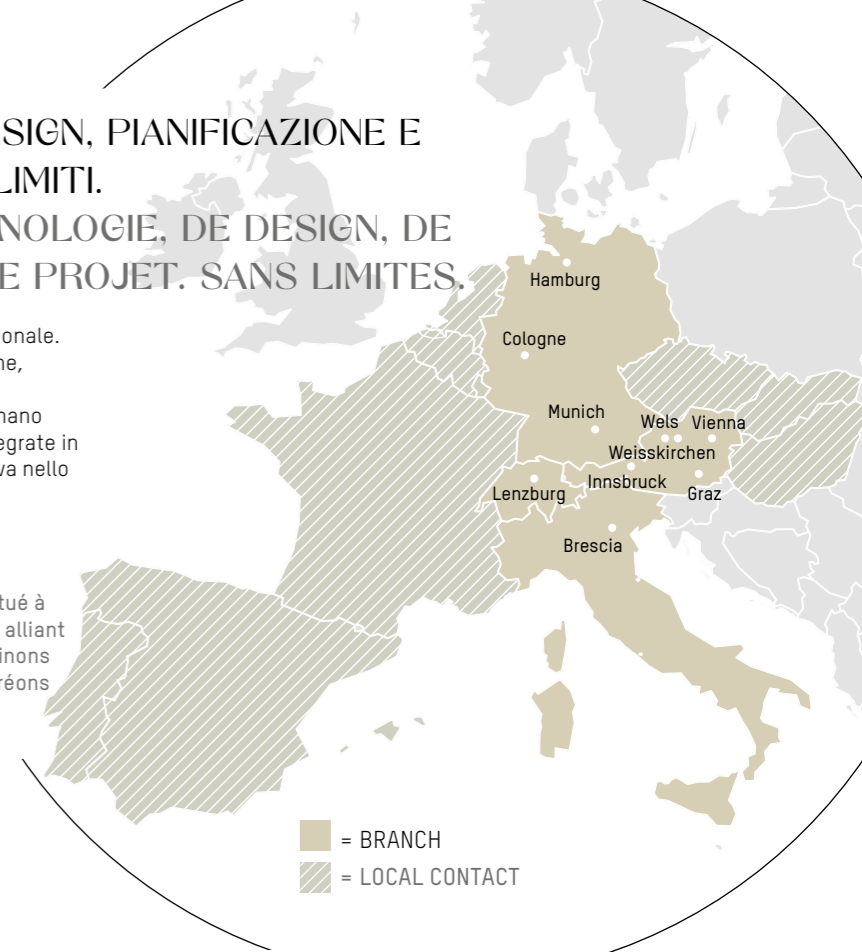 SIGN, PIANIFICAZIONE E
LIMITI.
NOLOGIE, DE DESIGN, DE
E PROJET. SANS LIMITES.
onale.
ne,
mano
egrate in
va nello
tué à
alliant
inons
réons
Hamburg
Cologne
Munich
Wels Vienna
Weisskirchen
Innsbruck
Lenzburg
Graz
Brescia
= BRANCH
= LOCAL CONTACT